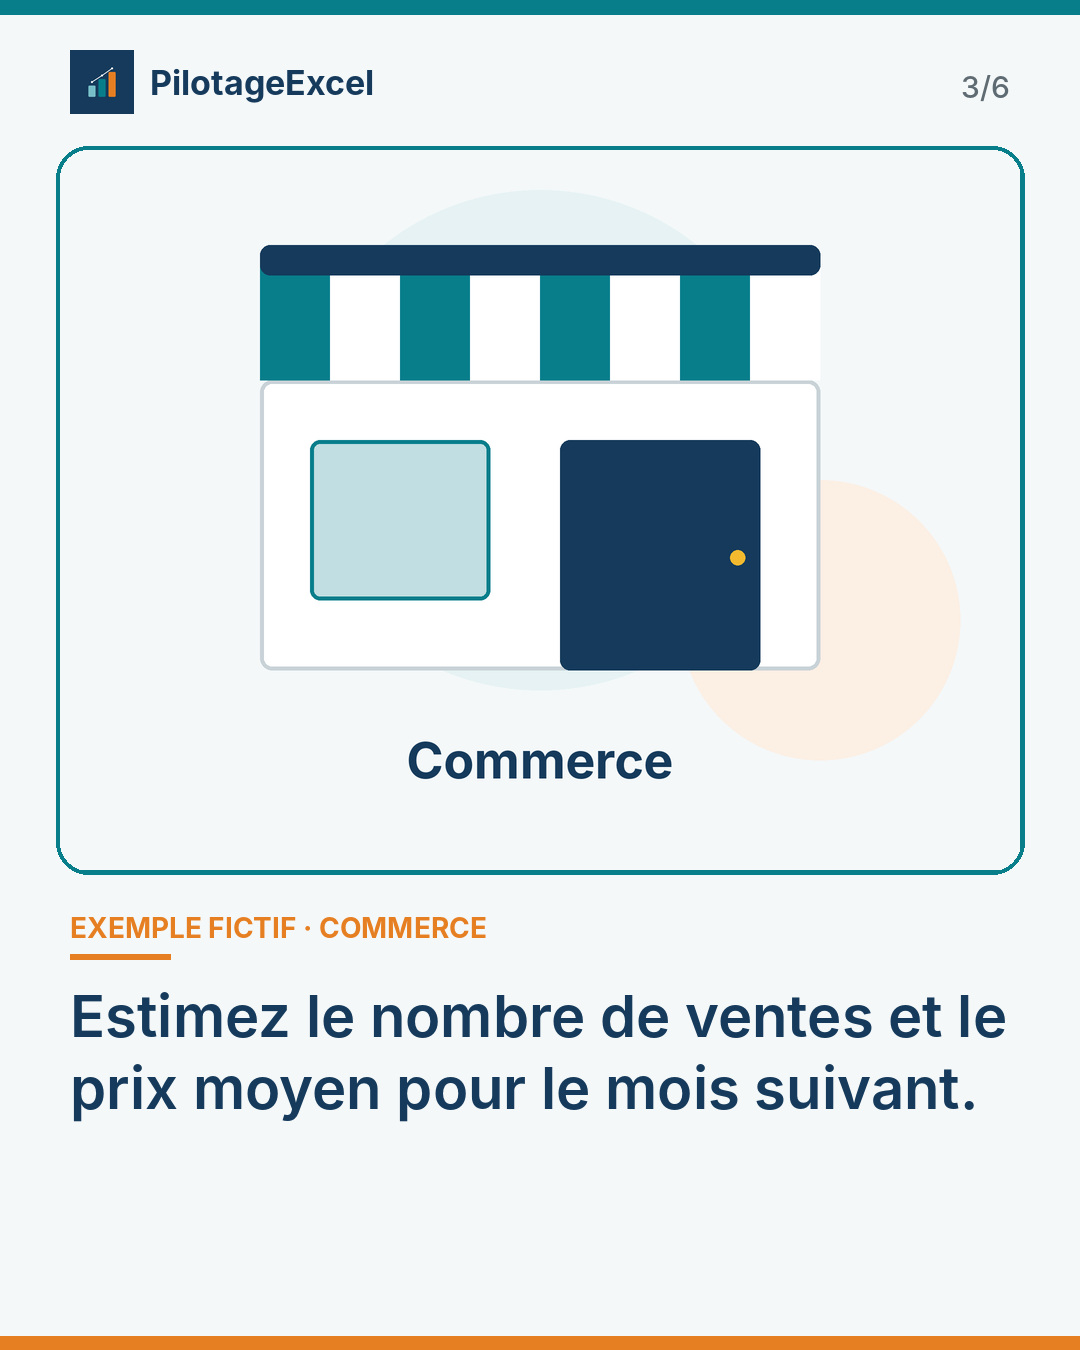 PilotageExcel
3/6
Commerce
EXEMPLE FICTIF · COMMERCE
Estimez le nombre de ventes et le
prix moyen pour le mois suivant.